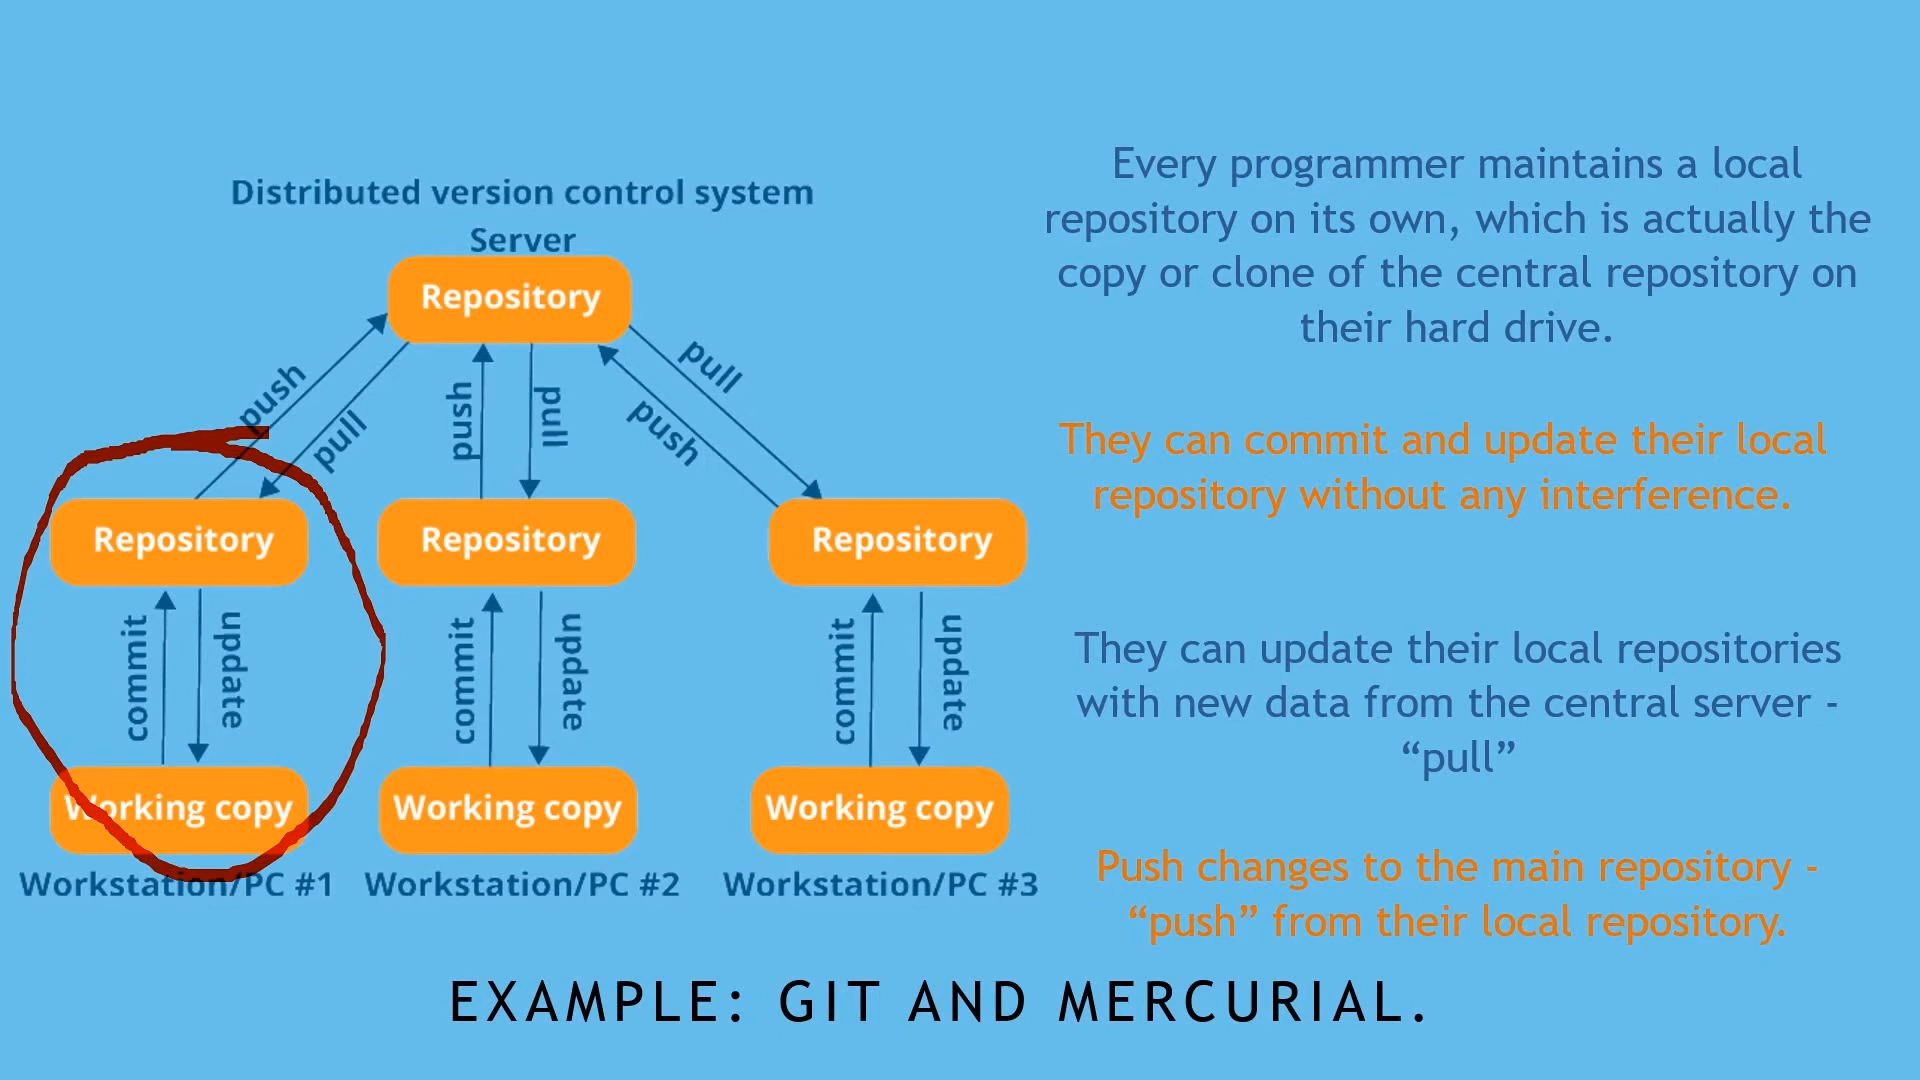 Distributed version control system
Server
Repository
push
pull
push
pull
push
pull
Repository
Repository
Repository
commit
update
commit
update
commit
update
Working copy
Working copy
Working copy
Workstation/PC #1
Workstation/PC #2
Workstation/PC #3
Every programmer maintains a local
repository on its own, which is actually the
copy or clone of the central repository on
their hard drive.
They can commit and update their local
repository without any interference.
They can update their local repositories
with new data from the central server -
“pull”
Push changes to the main repository -
“push” from their local repository.
EXAMPLE: GIT AND MERCURIAL.